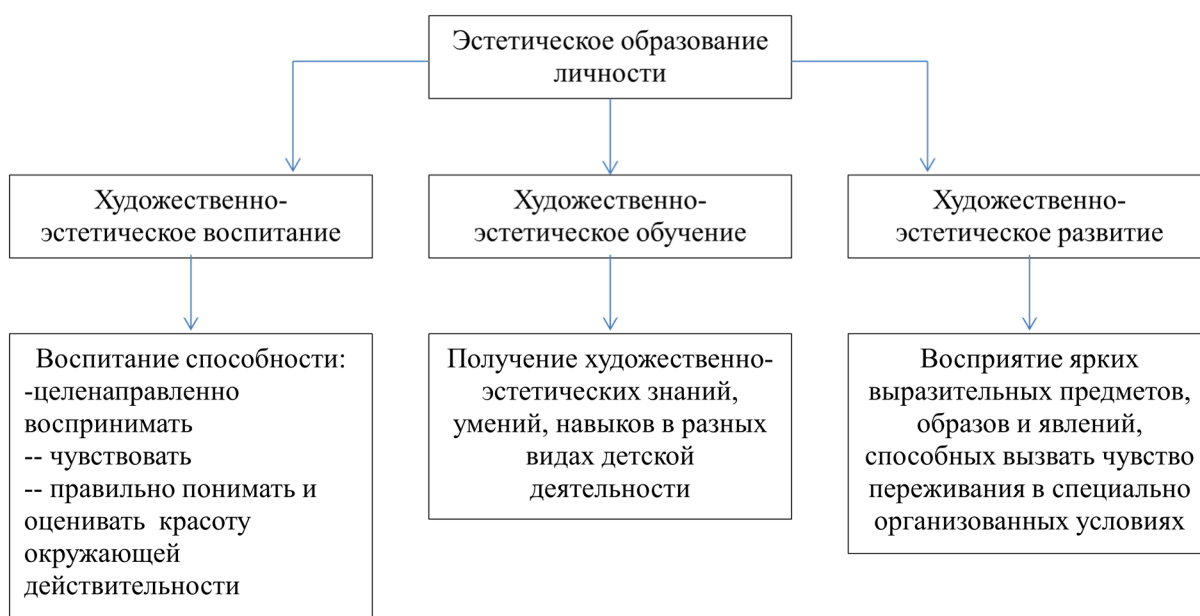 Эстетическое образование
личности
Художественно-
эстетическое воспитание
Художественно-
эстетическое обучение
Художественно-
эстетическое развитие
Воспитание способности:
-целенаправленно
воспринимать
-- чувствовать
-- правильно понимать и
оценивать  красоту
окружающей
действительности
Получение художественно-
эстетических знаний,
умений, навыков в разных
видах детской
деятельности
Восприятие ярких
выразительных предметов,
образов и явлений,
способных вызвать чувство
переживания в специально
организованных условиях